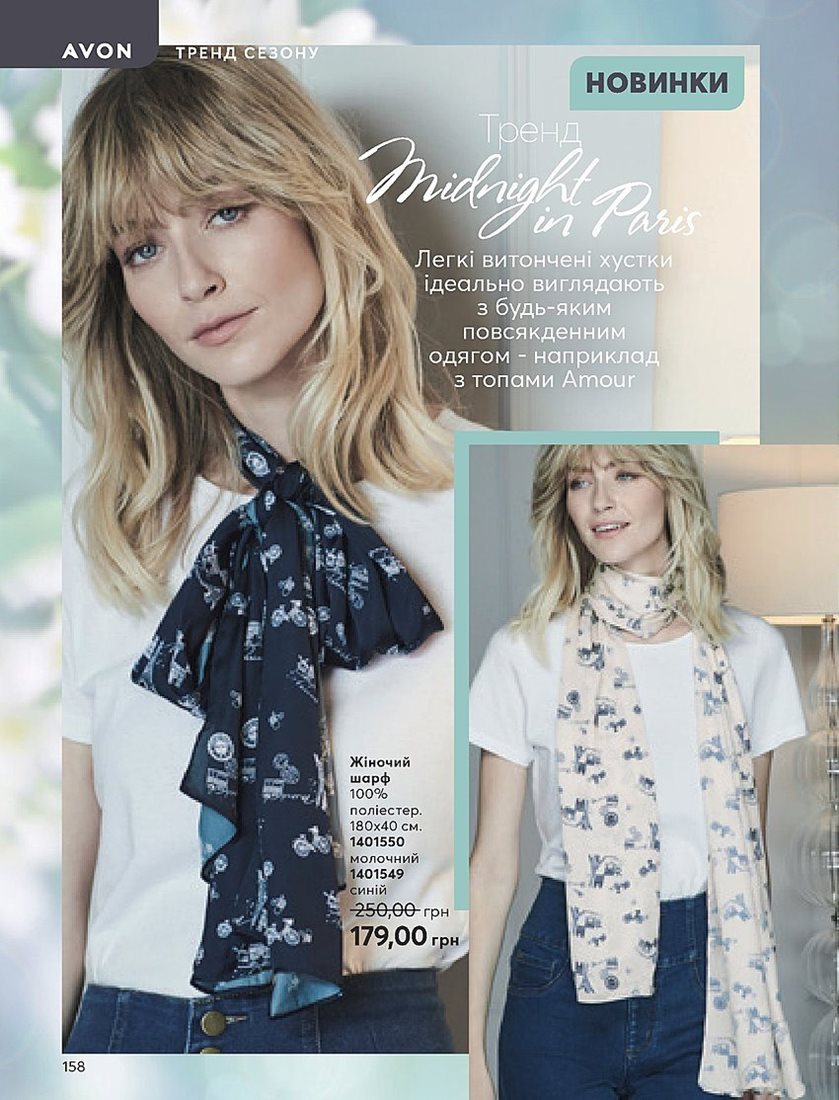 AVON
ТРЕНД СЕЗОНУ
НОВИНКИ
Тренд
Midnight
in Paris
Легкі витончені хустки
ідеально виглядають
з будь-яким
повсякденним
одягом - наприклад
з топами Amour
Жіночий
шарф
100%
поліестер.
180х40 см.
1401550
молочний
1401549
синій
250,00 грн
179,00 грн
158